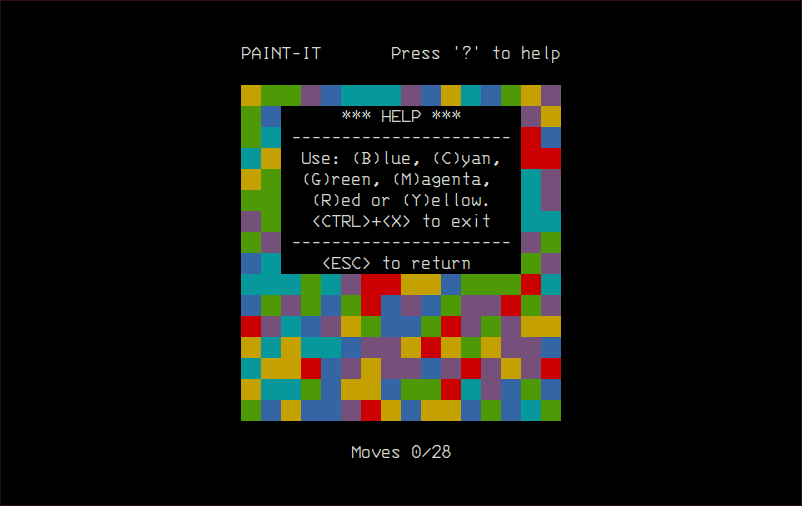 PAINT-IT Press '?' to help
*** HELP ***
----------------------
Use: (B)lue, (C)yan,
(G)reen, (M)agenta,
(R)ed or (Y)ellow.
<CTRL>+<X> to exit
----------------------
<ESC> to return
Moves 0/28